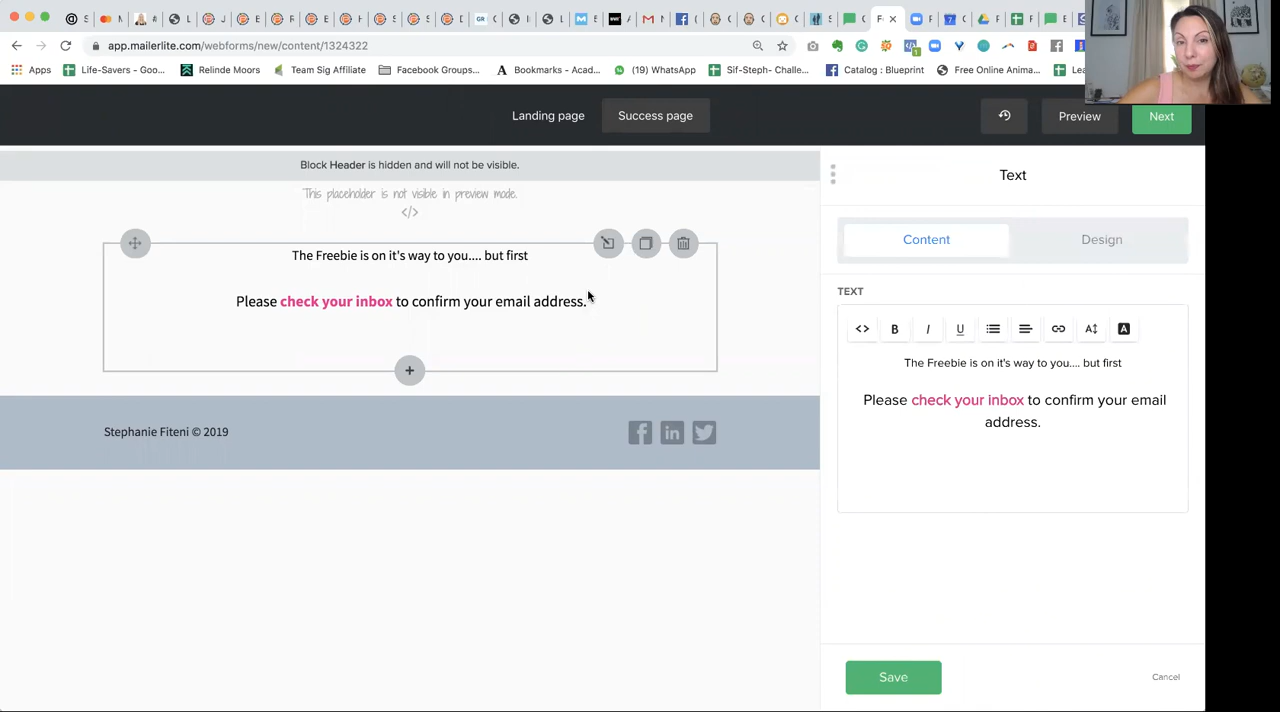 app.mailerlite.com/webforms/new/content/1324322
Apps
Life-Savers - Goo...
Relinde Moors
Team Sig Affiliate
Facebook Groups...
Bookmarks - Acad...
(19) WhatsApp
Sif-Steph- Challe...
Catalog : Blueprint
Free Online Anima...
Lea
Landing page
Success page
Preview
Next
Block Header is hidden and will not be visible.
This placeholder is not visible in preview mode.
</>
The Freebie is on it's way to you.... but first
Please check your inbox to confirm your email address.
+
Stephanie Fiteni © 2019
Text
Content
Design
TEXT
<> B I U A
The Freebie is on it's way to you.... but first
Please check your inbox to confirm your email
address.
Save
Cancel